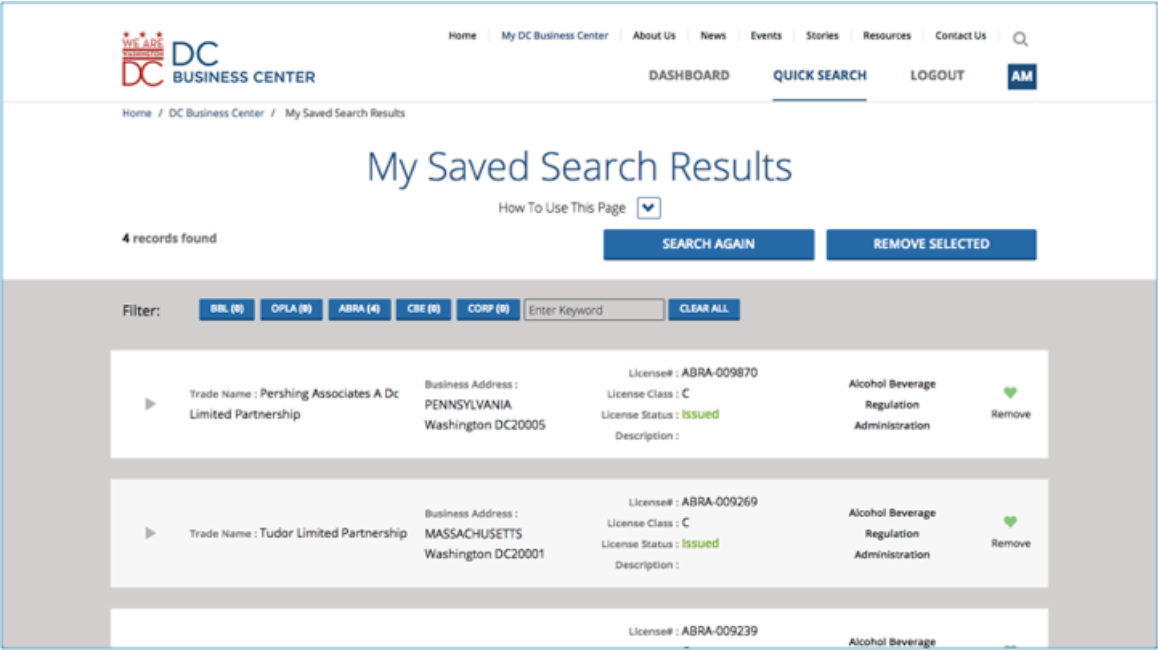 WE ARE
WASHINGTON
DC
DC
BUSINESS CENTER
Home
My DC Business Center
About Us
News
Events
Stories
Resources
Contact Us
DASHBOARD
QUICK SEARCH
LOGOUT
AM
Home / DC Business Center / My Saved Search Results
My Saved Search Results
How To Use This Page
4 records found
SEARCH AGAIN
REMOVE SELECTED
Filter:
BBL (0)
OPLA (0)
ABRA (4)
CBE (0)
CORP (0)
Enter Keyword
CLEAR ALL
Trade Name : Pershing Associates A Dc
Limited Partnership
Business Address :
PENNSYLVANIA
Washington DC20005
License# : ABRA-009870
License Class : C
License Status : Issued
Description :
Alcohol Beverage
Regulation
Administration
Remove
Trade Name : Tudor Limited Partnership
Business Address :
MASSACHUSETTS
Washington DC20001
License# : ABRA-009269
License Class : C
License Status : Issued
Description :
Alcohol Beverage
Regulation
Administration
Remove
License# : ABRA-009239
Alcohol Beverage